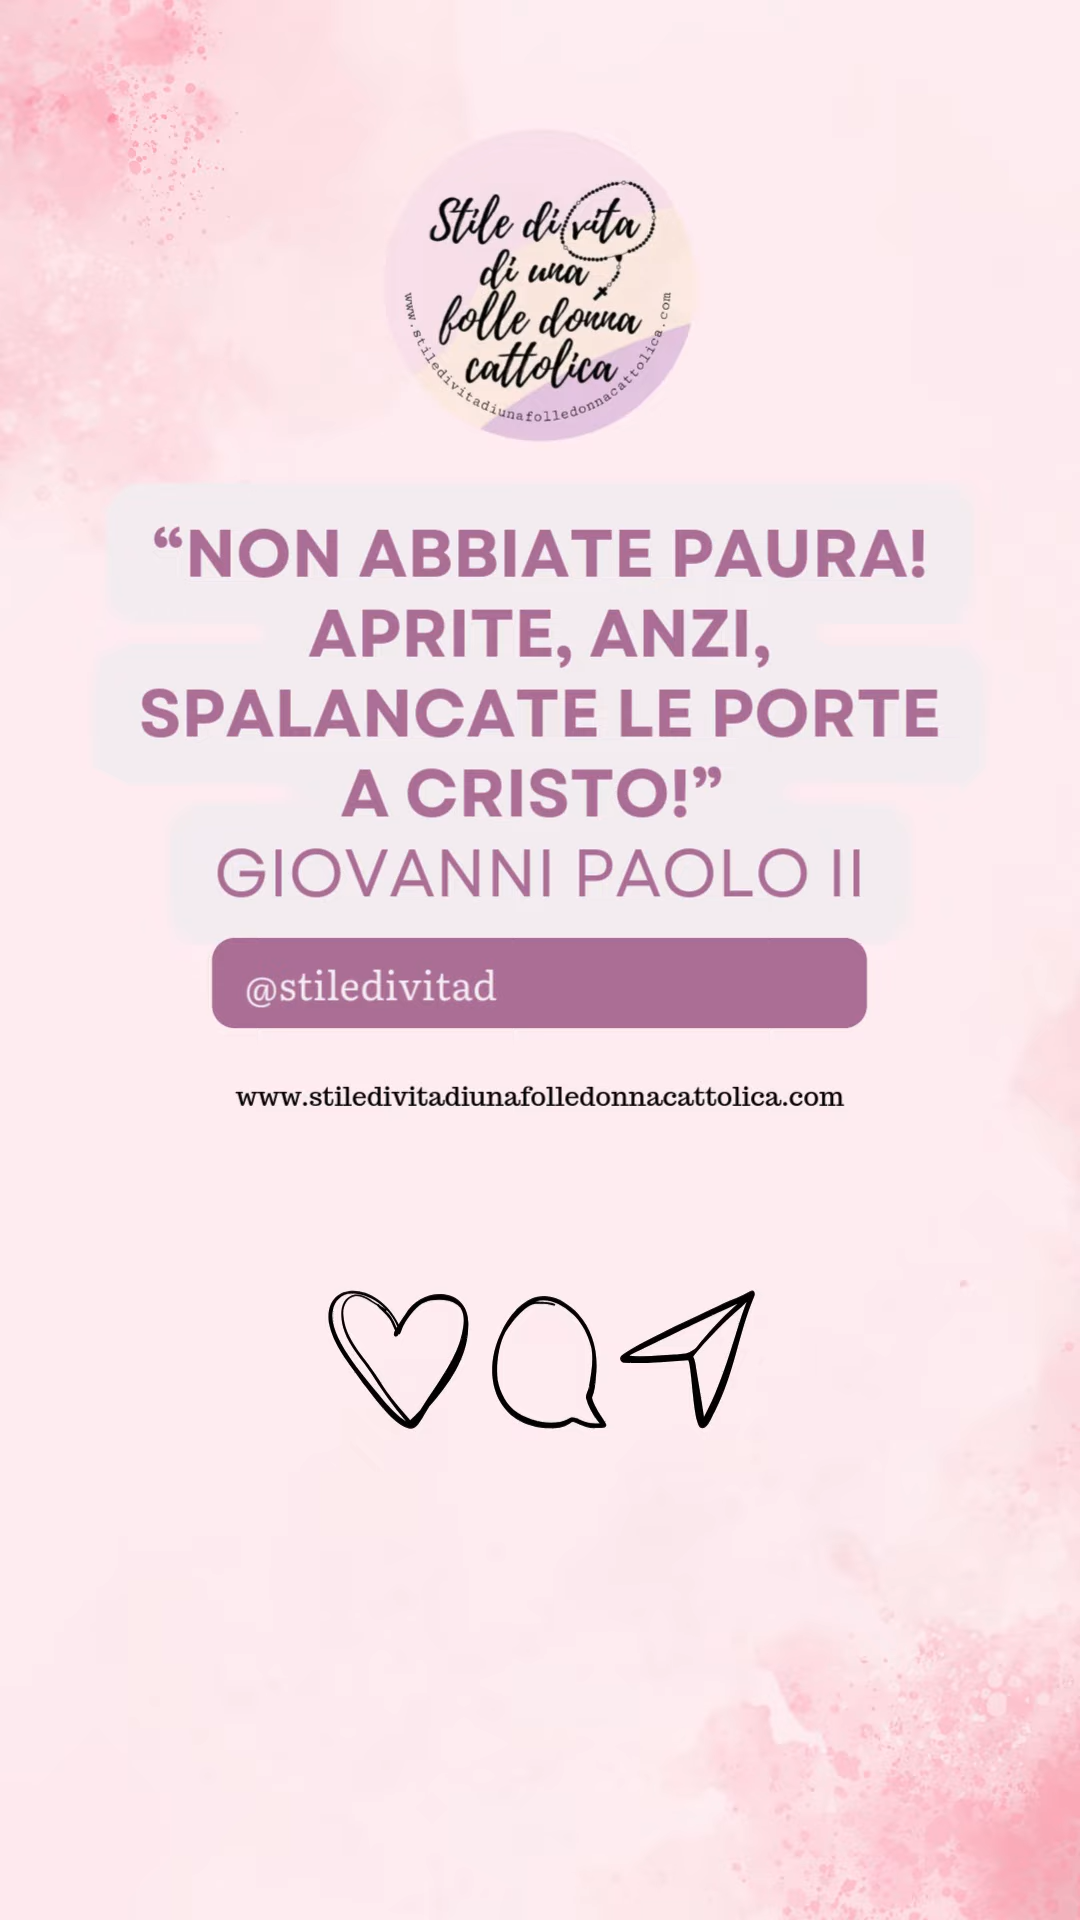 Stile di vita
di una
folle donna
cattolica
www.stiledivitadiunafolledonnacattolica.com
“NON ABBIATE PAURA!
APRITE, ANZI,
SPALANCATE LE PORTE
A CRISTO!”
GIOVANNI PAOLO II
@stiledivitad
www.stiledivitadiunafolledonnacattolica.com